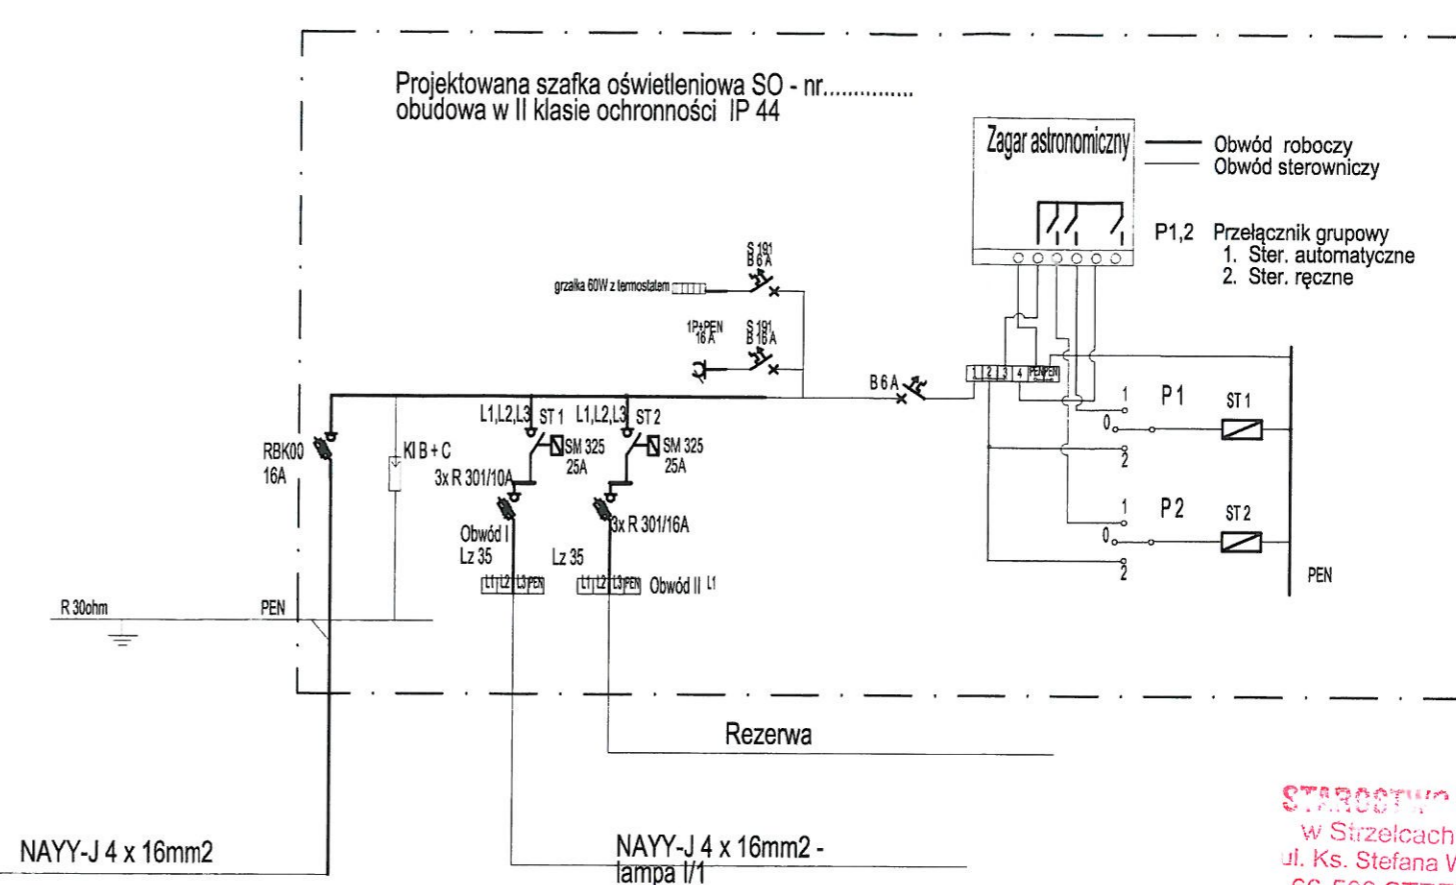 Projektowana szafka oświetleniowa SO - nr...............
obudowa w II klasie ochronności IP 44
Zagar astronomiczny
Obwód roboczy
Obwód sterowniczy
P1,2 Przełącznik grupowy
1. Ster. automatyczne
2. Ster. ręczne
S 191
B 6 A
grzałka 60W z termostatem
1P+PEN
16 A
S 191
B 16 A
B 6 A
1 2 3 4 PEN PEN
1
P1
ST 1
0
2
1
P2
ST 2
0
2
PEN
RBK00
16A
KI B + C
L1,L2,L3
ST 1
SM 325
25A
L1,L2,L3
ST 2
SM 325
25A
3x R 301/10A
3x R 301/16A
Obwód I
Lz 35
Lz 35
L1 L2 L3 PEN
L1 L2 L3 PEN
Obwód II L1
R 30ohm
PEN
Rezerwa
NAYY-J 4 x 16mm2
NAYY-J 4 x 16mm2 -
lampa I/1
STAROSTWO
w Strzelcach
ul. Ks. Stefana W